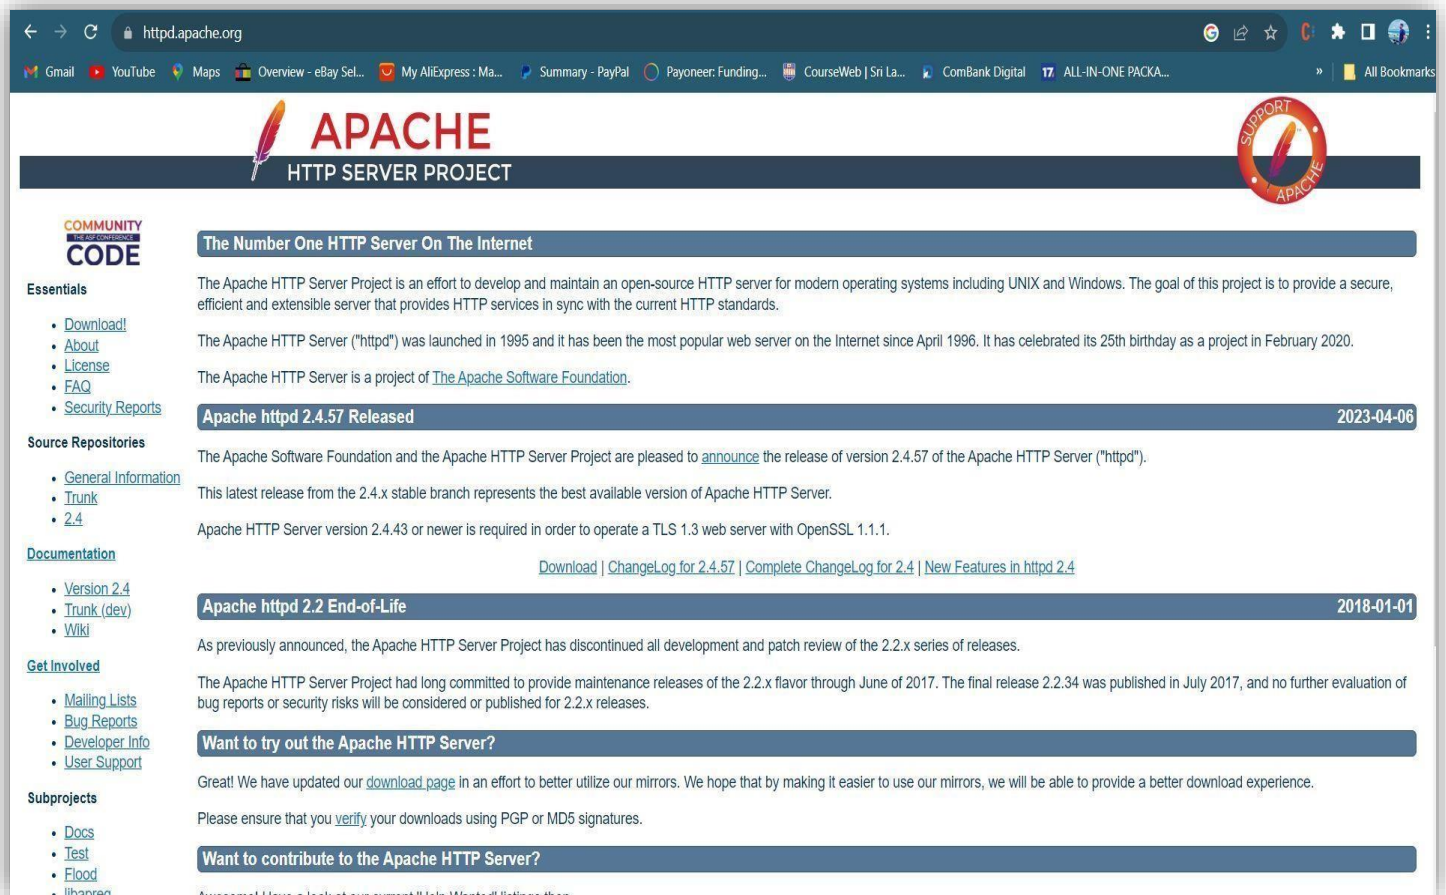 httpd.apache.org
Gmail YouTube Maps Overview - eBay Sel... My AliExpress : Ma... Summary - PayPal Payoneer: Funding... CourseWeb | Sri La... ComBank Digital 17 ALL-IN-ONE PACKA... » All Bookmarks
APACHE
HTTP SERVER PROJECT
SUPPORT
APACHE
COMMUNITY
THE ASF CONFERENCE
CODE
Essentials
• Download!
• About
• License
• FAQ
• Security Reports
Source Repositories
• General Information
• Trunk
• 2.4
Documentation
• Version 2.4
• Trunk (dev)
• Wiki
Get Involved
• Mailing Lists
• Bug Reports
• Developer Info
• User Support
Subprojects
• Docs
• Test
• Flood
• libapreq
The Number One HTTP Server On The Internet
The Apache HTTP Server Project is an effort to develop and maintain an open-source HTTP server for modern operating systems including UNIX and Windows. The goal of this project is to provide a secure,
efficient and extensible server that provides HTTP services in sync with the current HTTP standards.
The Apache HTTP Server ("httpd") was launched in 1995 and it has been the most popular web server on the Internet since April 1996. It has celebrated its 25th birthday as a project in February 2020.
The Apache HTTP Server is a project of The Apache Software Foundation.
Apache httpd 2.4.57 Released 2023-04-06
The Apache Software Foundation and the Apache HTTP Server Project are pleased to announce the release of version 2.4.57 of the Apache HTTP Server ("httpd").
This latest release from the 2.4.x stable branch represents the best available version of Apache HTTP Server.
Apache HTTP Server version 2.4.43 or newer is required in order to operate a TLS 1.3 web server with OpenSSL 1.1.1.
Download | ChangeLog for 2.4.57 | Complete ChangeLog for 2.4 | New Features in httpd 2.4
Apache httpd 2.2 End-of-Life 2018-01-01
As previously announced, the Apache HTTP Server Project has discontinued all development and patch review of the 2.2.x series of releases.
The Apache HTTP Server Project had long committed to provide maintenance releases of the 2.2.x flavor through June of 2017. The final release 2.2.34 was published in July 2017, and no further evaluation of
bug reports or security risks will be considered or published for 2.2.x releases.
Want to try out the Apache HTTP Server?
Great! We have updated our download page in an effort to better utilize our mirrors. We hope that by making it easier to use our mirrors, we will be able to provide a better download experience.
Please ensure that you verify your downloads using PGP or MD5 signatures.
Want to contribute to the Apache HTTP Server?
Awesome! Have a look at our current 'Help Wanted' listings then